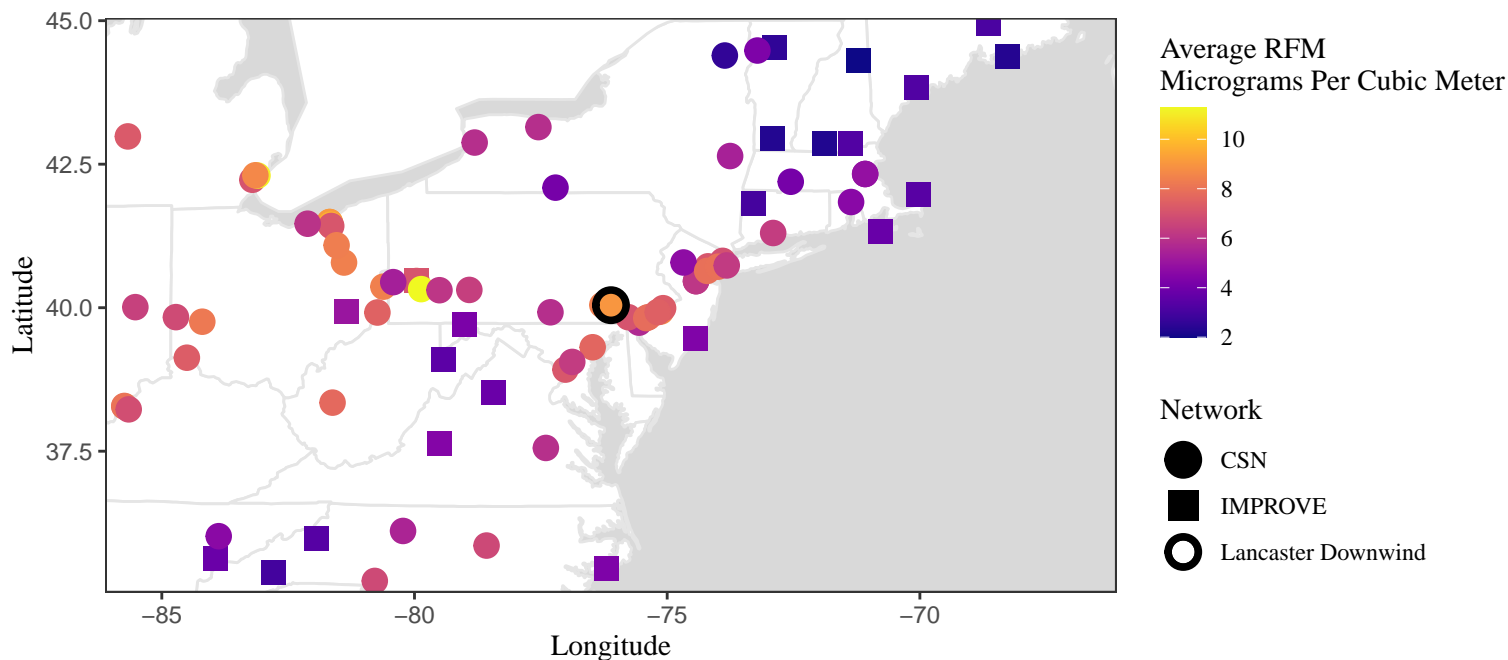 45.0
42.5
40.0
37.5
Latitude
−85
−80
−75
−70
Longitude
Average RFM
Micrograms Per Cubic Meter
10
8
6
4
2
Network
CSN
IMPROVE
Lancaster Downwind